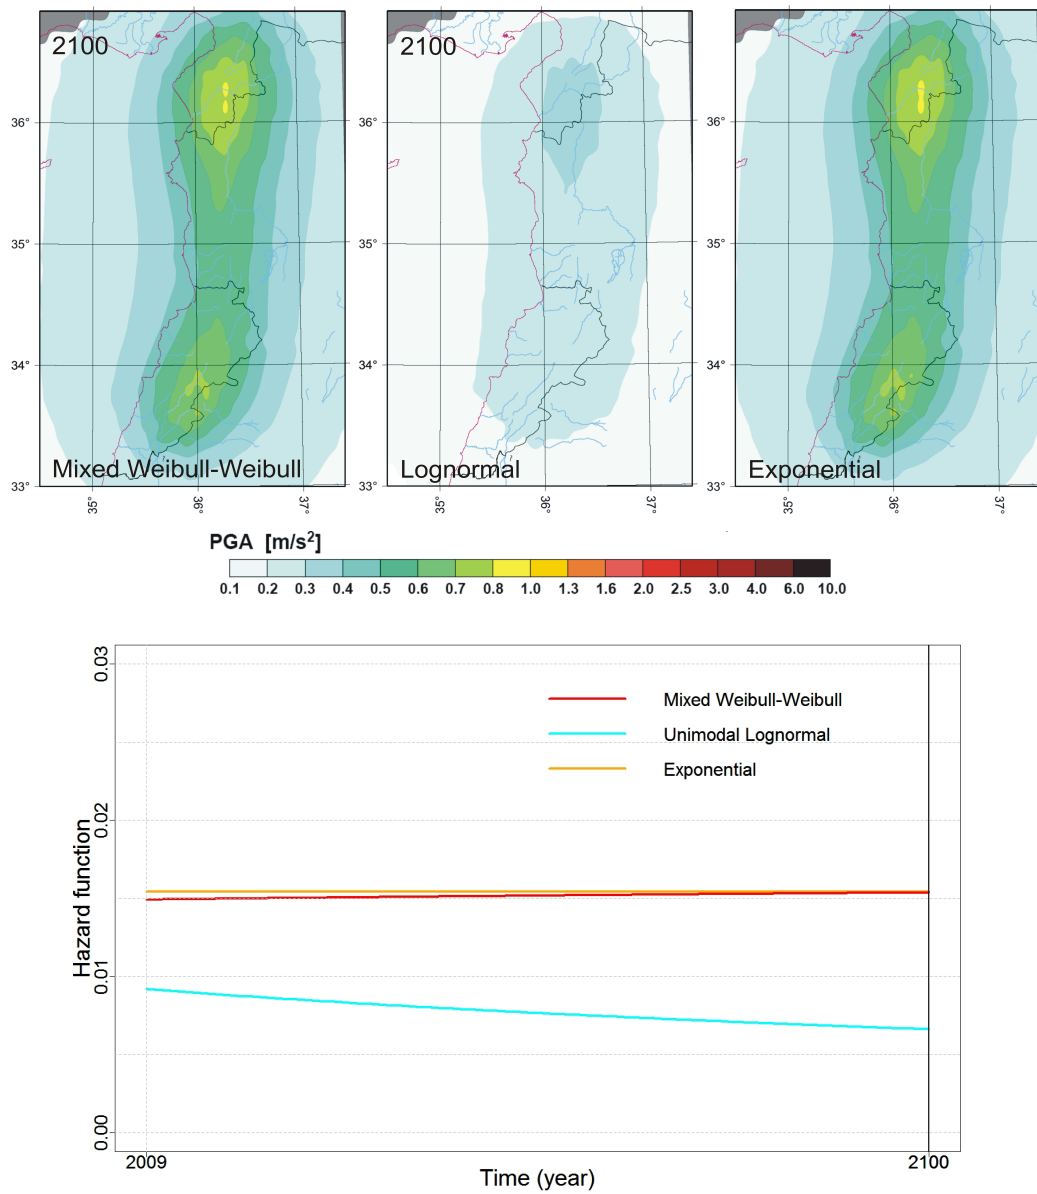 2100
2100
36°
35°
34°
33°
Mixed Weibull-Weibull
35°
36°
37°
36°
35°
34°
33°
Lognormal
35°
36°
37°
36°
35°
34°
33°
Exponential
35°
36°
37°
PGA [m/s2]
0.1 0.2 0.3 0.4 0.5 0.6 0.7 0.8 1.0 1.3 1.6 2.0 2.5 3.0 4.0 6.0 10.0
Mixed Weibull-Weibull
Unimodal Lognormal
Exponential
Hazard function
0.03
0.02
0.01
0.00
2009
2100
Time (year)